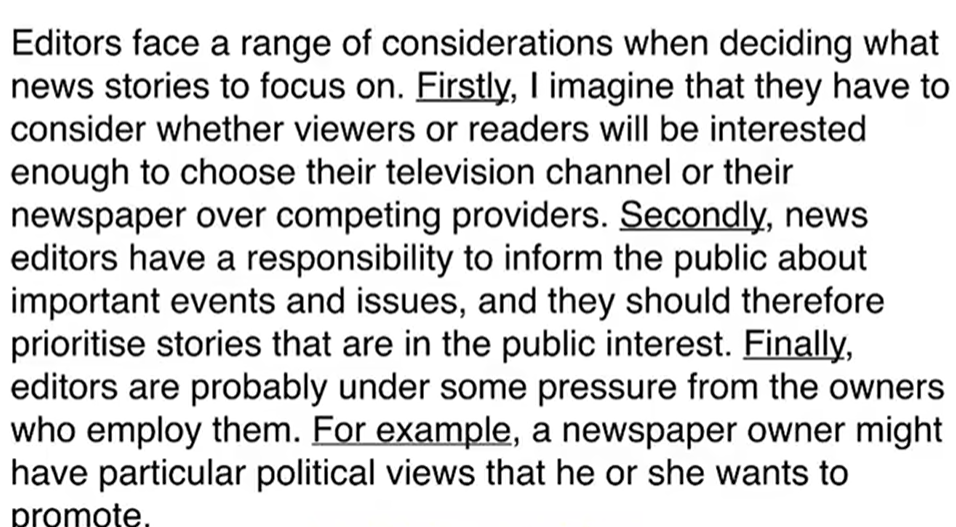 Editors face a range of considerations when deciding what
news stories to focus on. Firstly, I imagine that they have to
consider whether viewers or readers will be interested
enough to choose their television channel or their
newspaper over competing providers. Secondly, news
editors have a responsibility to inform the public about
important events and issues, and they should therefore
prioritise stories that are in the public interest. Finally,
editors are probably under some pressure from the owners
who employ them. For example, a newspaper owner might
have particular political views that he or she wants to
promote.